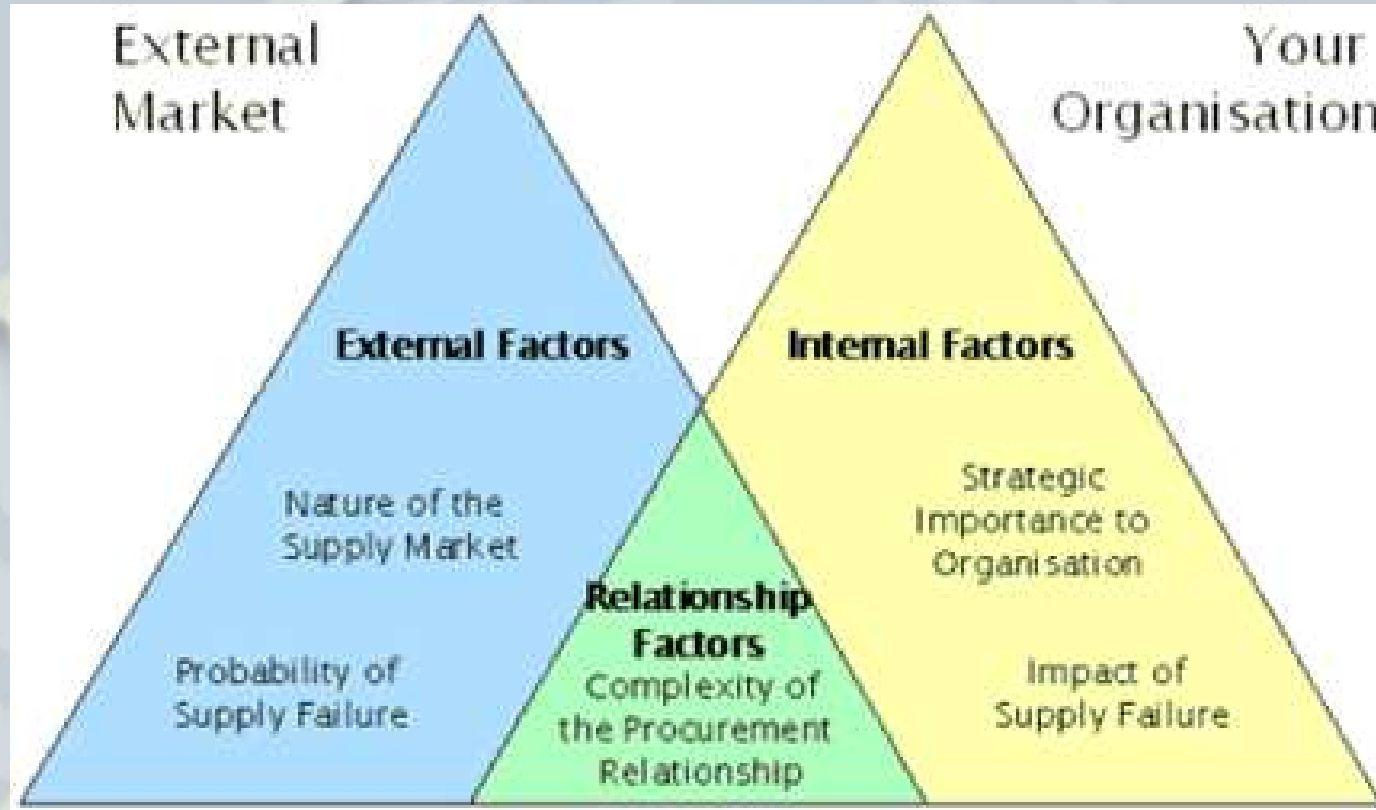 External
Market
Your
Organisation
External Factors
Nature of the
Supply Market
Probability of
Supply Failure
Relationship
Factors
Complexity of
the Procurement
Relationship
Internal Factors
Strategic
Importance to
Organisation
Impact of
Supply Failure